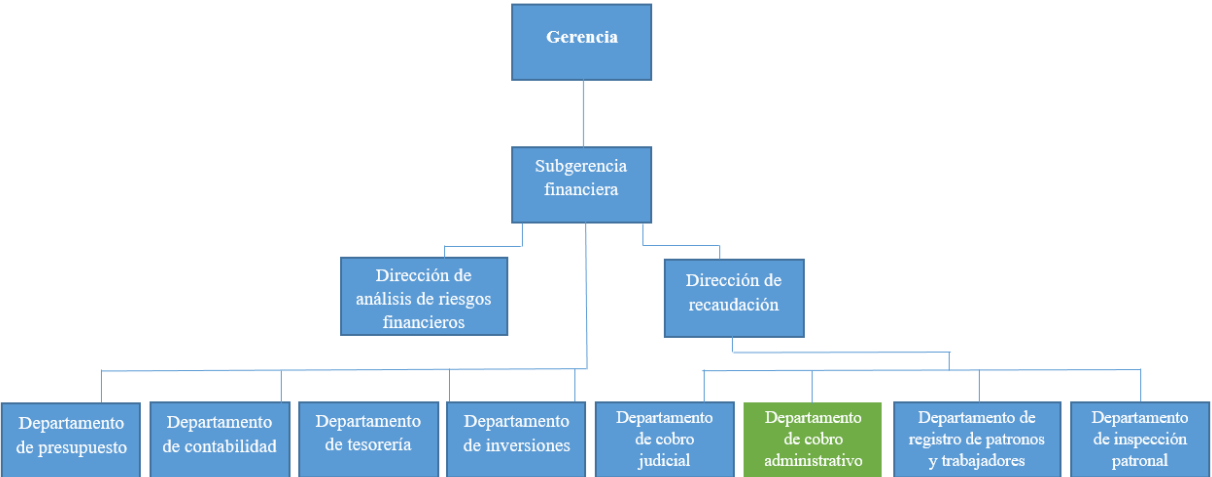 Gerencia
Subgerencia
financiera
Dirección de
análisis de riesgos
financieros
Dirección de
recaudación
Departamento
de presupuesto
Departamento
de contabilidad
Departamento
de tesorería
Departamento
de inversiones
Departamento
de cobro
judicial
Departamento
de cobro
administrativo
Departamento de
registro de patronos
y trabajadores
Departamento
de inspección
patronal